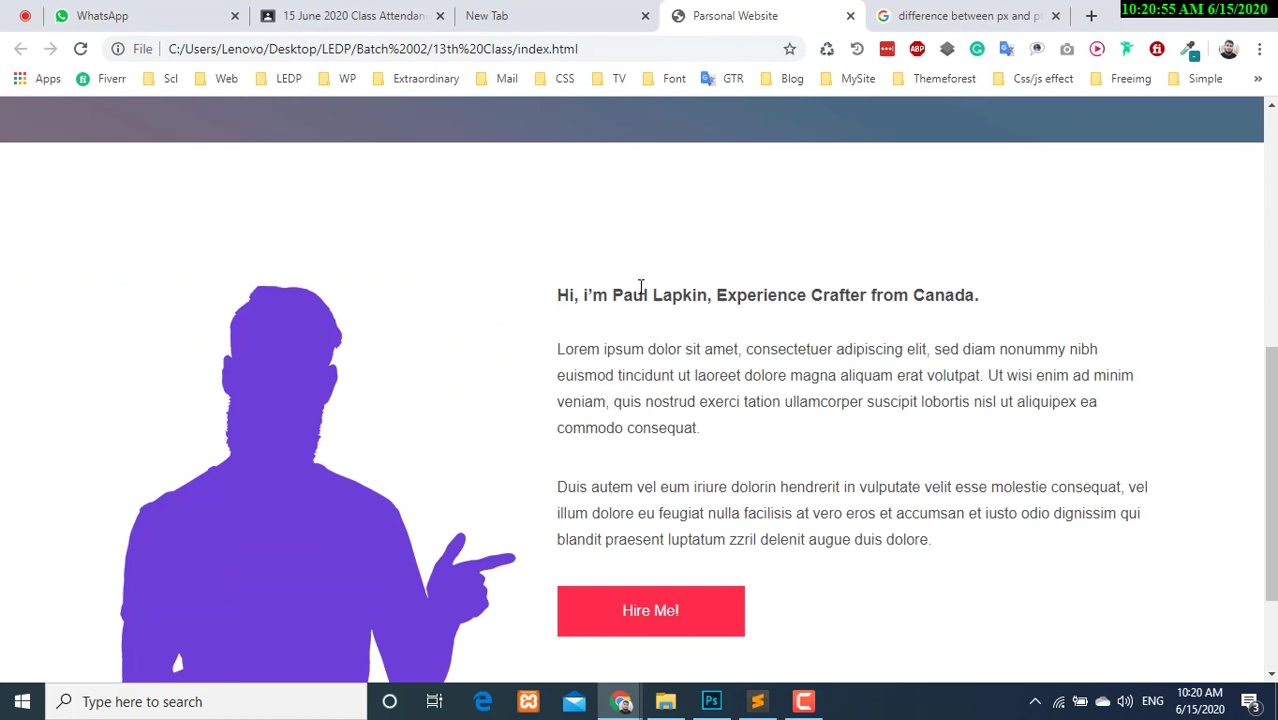 10:20:55 AM 6/15/2020
WhatsApp
15 June 2020 Class Attendan
New Tab
Parsonal Website
difference between px and pt
File
C:/Users/Lenovo/Desktop/LEDP/Batch%2002/13th%20Class/index.html
Apps
Fiverr
Scl
Web
LEDP
WP
Extraordinary
Mail
CSS
TV
Font
GTR
Blog
MySite
Themeforest
Css/js effect
Freeimg
Simple
Hi, i’m Paul Lapkin, Experience Crafter from Canada.
Lorem ipsum dolor sit amet, consectetuer adipiscing elit, sed diam nonummy nibh
euismod tincidunt ut laoreet dolore magna aliquam erat volutpat. Ut wisi enim ad minim
veniam, quis nostrud exerci tation ullamcorper suscipit lobortis nisl ut aliquipex ea
commodo consequat.
Duis autem vel eum iriure dolorin hendrerit in vulputate velit esse molestie consequat, vel
illum dolore eu feugiat nulla facilisis at vero eros et accumsan et iusto odio dignissim qui
blandit praesent luptatum zzril delenit augue duis dolore.
Hire Me!
Type here to search
Ps
ENG
10:20 AM
6/15/2020
3